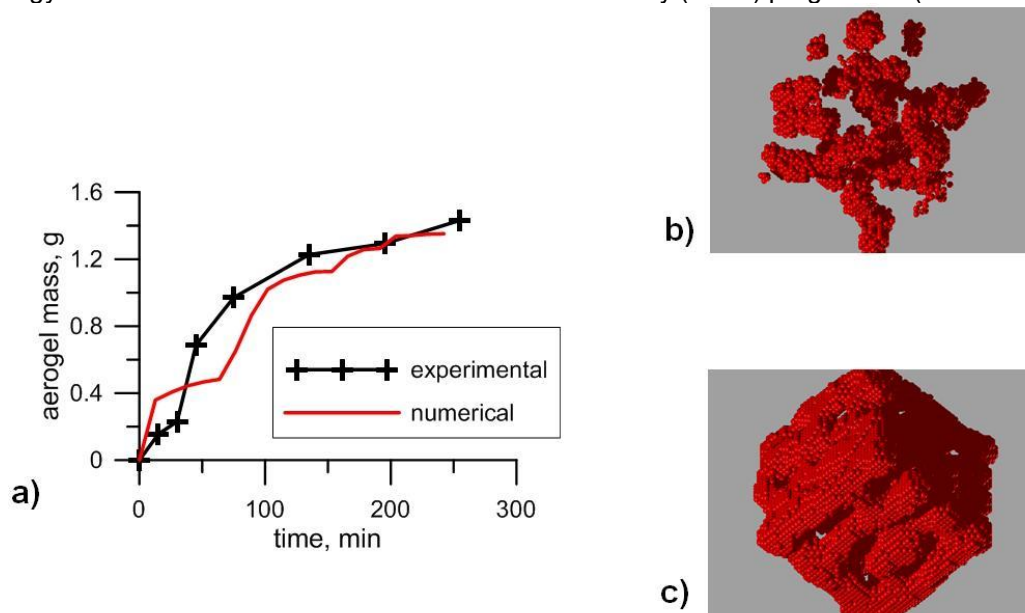 1.6
1.2
0.8
0.4
0
aerogel mass, g
0
100
200
300
time, min
experimental
numerical
a)
b)
c)